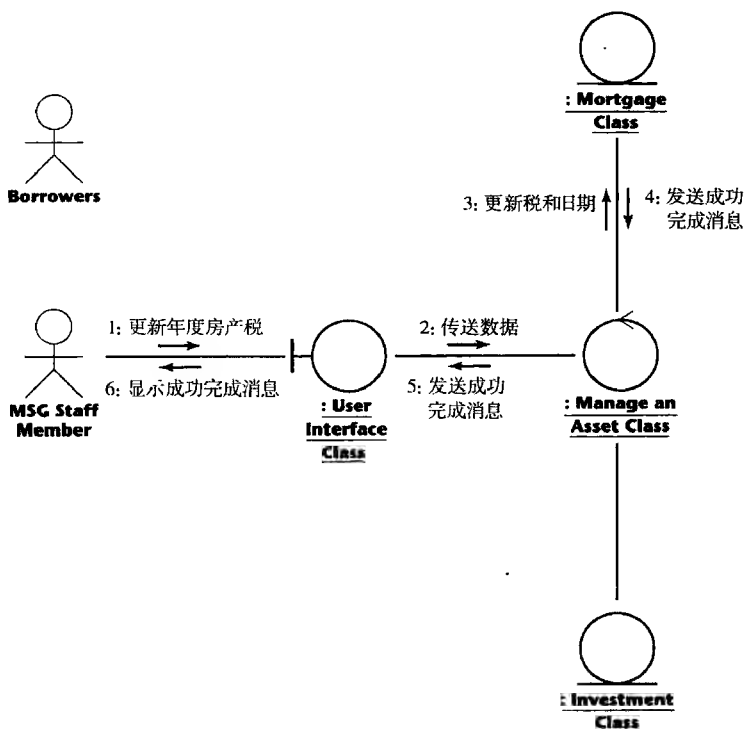 : Mortgage
Class
Borrowers
3: 更新税和日期
4: 发送成功
完成消息
1: 更新年度房产税
2: 传送数据
6: 显示成功完成消息
5: 发送成功
完成消息
MSG Staff
Member
: User
Interface
Class
: Manage an
Asset Class
: Investment
Class